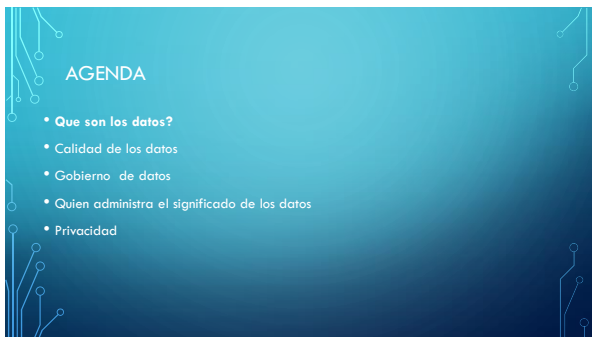 AGENDA
• Que son los datos?
• Calidad de los datos
• Gobierno  de datos
• Quien administra el significado de los datos
• Privacidad